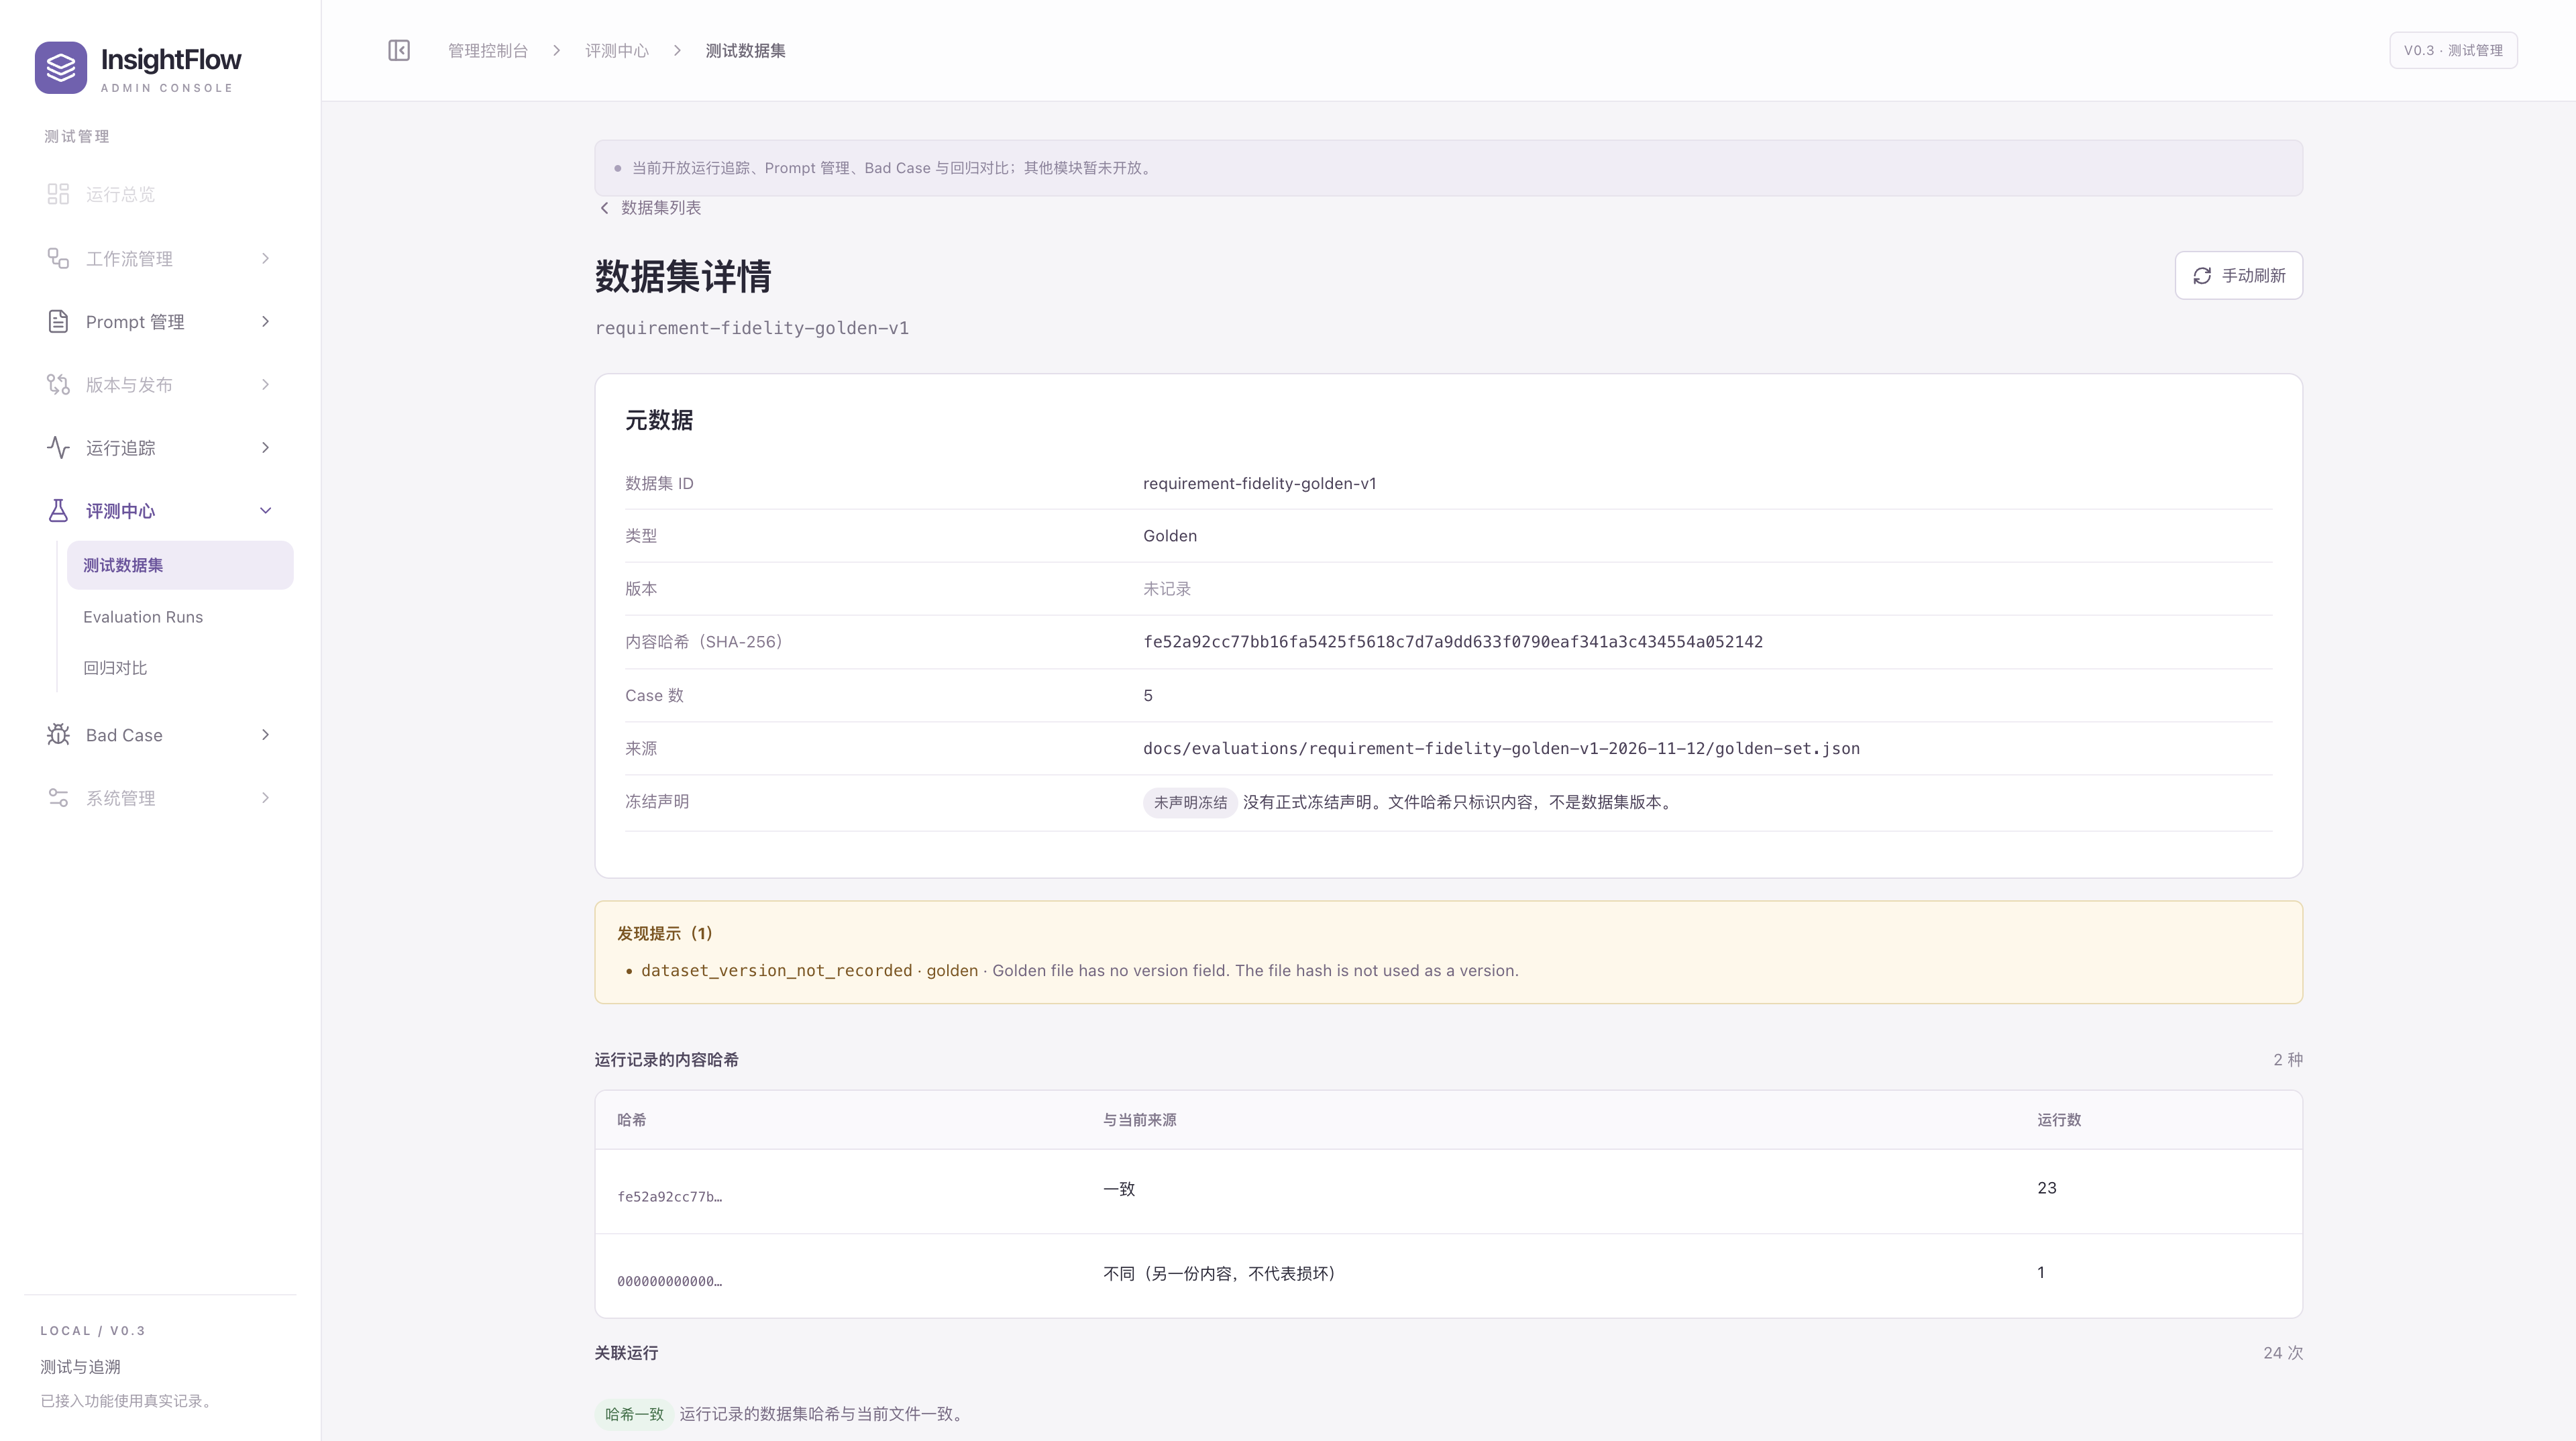 InsightFlow
ADMIN CONSOLE
测试管理
运行总览
工作流管理
Prompt 管理
版本与发布
运行追踪
评测中心
测试数据集
Evaluation Runs
回归对比
Bad Case
系统管理
LOCAL / V0.3
测试与追溯
已接入功能使用真实记录。
管理控制台 > 评测中心 > 测试数据集
V0.3 · 测试管理
当前开放运行追踪、Prompt 管理、Bad Case 与回归对比；其他模块暂未开放。
数据集列表
数据集详情
手动刷新
requirement-fidelity-golden-v1
元数据
数据集 ID requirement-fidelity-golden-v1
类型 Golden
版本 未记录
内容哈希（SHA-256） fe52a92cc77bb16fa5425f5618c7d7a9dd633f0790eaf341a3c434554a052142
Case 数 5
来源 docs/evaluations/requirement-fidelity-golden-v1-2026-11-12/golden-set.json
冻结声明 未声明冻结 没有正式冻结声明。文件哈希只标识内容，不是数据集版本。
发现提示（1）
• dataset_version_not_recorded · golden · Golden file has no version field. The file hash is not used as a version.
运行记录的内容哈希 2 种
哈希 与当前来源 运行数
fe52a92cc77b… 一致 23
000000000000… 不同（另一份内容，不代表损坏） 1
关联运行 24 次
哈希一致 运行记录的数据集哈希与当前文件一致。